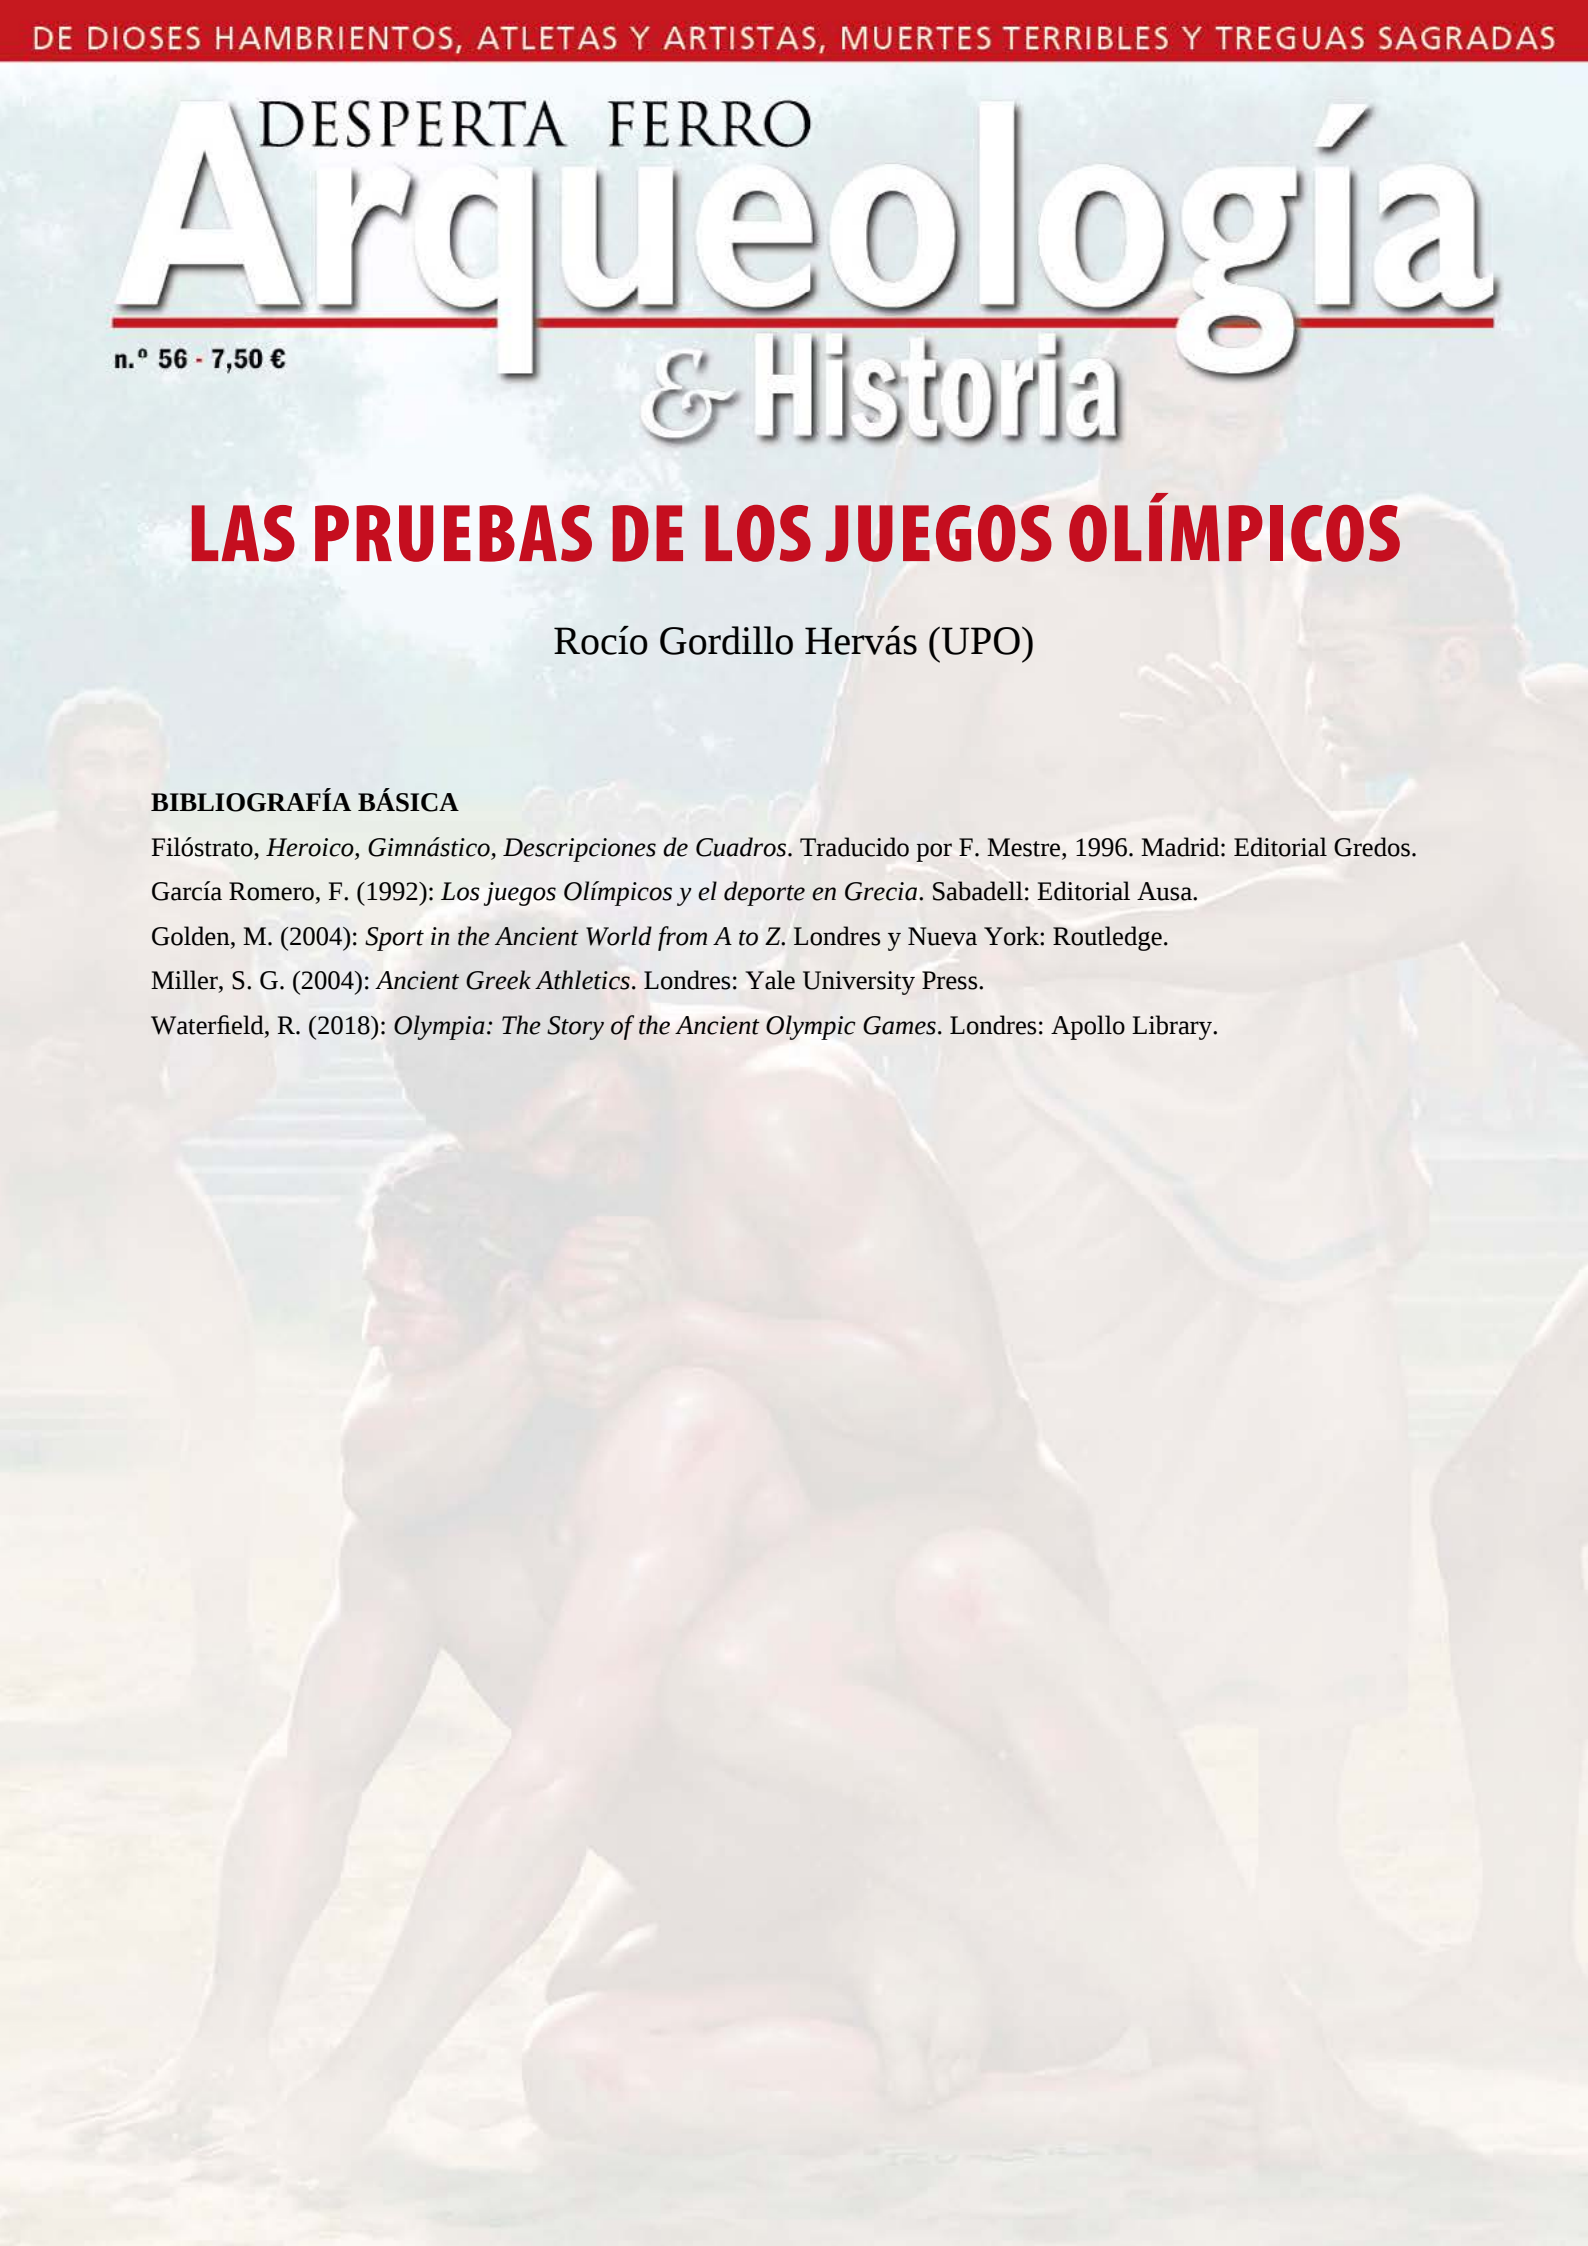 DE DIOSES HAMBRIENTOS, ATLETAS Y ARTISTAS, MUERTES TERRIBLES Y TREGUAS SAGRADAS
DESPERTA FERRO
Arqueología
& Historia
n.º 56 - 7,50 €
LAS PRUEBAS DE LOS JUEGOS OLÍMPICOS
Rocío Gordillo Hervás (UPO)
BIBLIOGRAFÍA BÁSICA
Filóstrato, Heroico, Gimnástico, Descripciones de Cuadros. Traducido por F. Mestre, 1996. Madrid: Editorial Gredos.
García Romero, F. (1992): Los juegos Olímpicos y el deporte en Grecia. Sabadell: Editorial Ausa.
Golden, M. (2004): Sport in the Ancient World from A to Z. Londres y Nueva York: Routledge.
Miller, S. G. (2004): Ancient Greek Athletics. Londres: Yale University Press.
Waterfield, R. (2018): Olympia: The Story of the Ancient Olympic Games. Londres: Apollo Library.